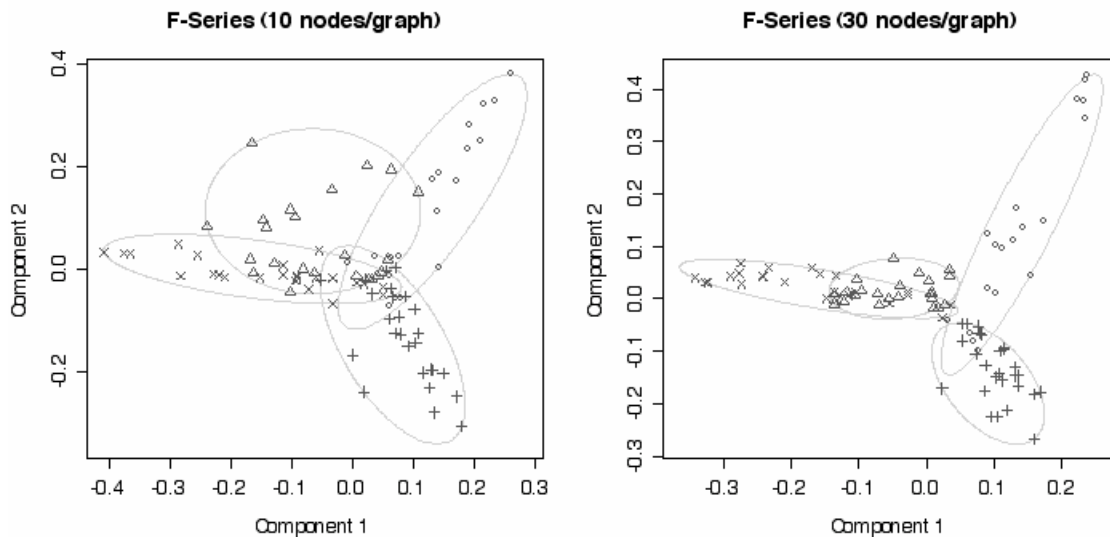 F-Series (10 nodes/graph)
Component 2
0.4
0.2
0.0
-0.2
-0.4 -0.3 -0.2 -0.1 0.0 0.1 0.2 0.3
Component 1
F-Series (30 nodes/graph)
Component 2
0.4
0.3
0.2
0.1
0.0
-0.1
-0.2
-0.3
-0.3 -0.2 -0.1 0.0 0.1 0.2
Component 1